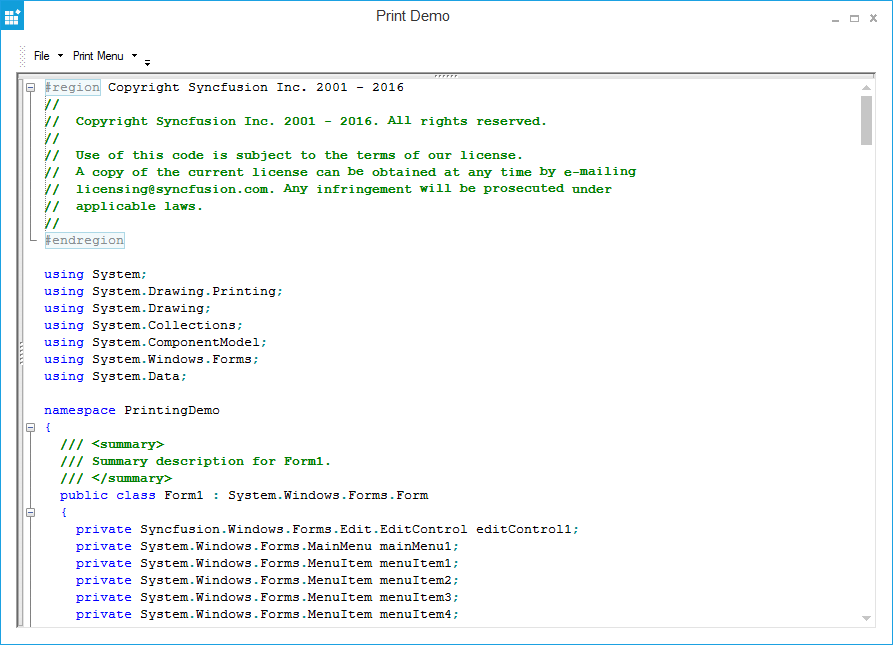 Print Demo
File Print Menu
#region Copyright Syncfusion Inc. 2001 - 2016
//
//  Copyright Syncfusion Inc. 2001 - 2016. All rights reserved.
//
//  Use of this code is subject to the terms of our license.
//  A copy of the current license can be obtained at any time by e-mailing
//  licensing@syncfusion.com. Any infringement will be prosecuted under
//  applicable laws.
//
#endregion
using System;
using System.Drawing.Printing;
using System.Drawing;
using System.Collections;
using System.ComponentModel;
using System.Windows.Forms;
using System.Data;
namespace PrintingDemo
{
  /// <summary>
  /// Summary description for Form1.
  /// </summary>
  public class Form1 : System.Windows.Forms.Form
  {
    private Syncfusion.Windows.Forms.Edit.EditControl editControl1;
    private System.Windows.Forms.MainMenu mainMenu1;
    private System.Windows.Forms.MenuItem menuItem1;
    private System.Windows.Forms.MenuItem menuItem2;
    private System.Windows.Forms.MenuItem menuItem3;
    private System.Windows.Forms.MenuItem menuItem4;